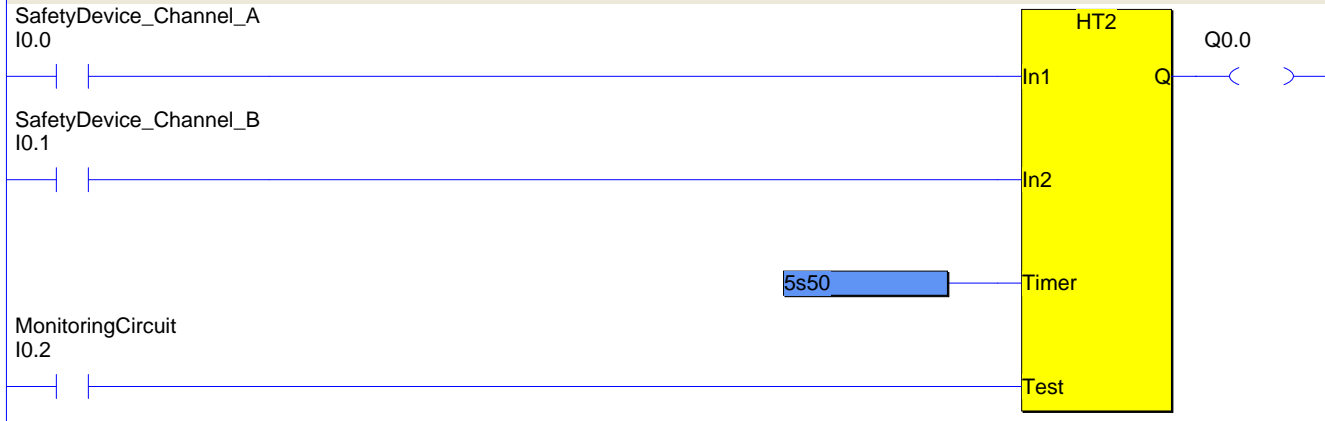 SafetyDevice_Channel_A
I0.0
HT2
Q0.0
In1
Q
SafetyDevice_Channel_B
I0.1
In2
5s50
Timer
MonitoringCircuit
I0.2
Test